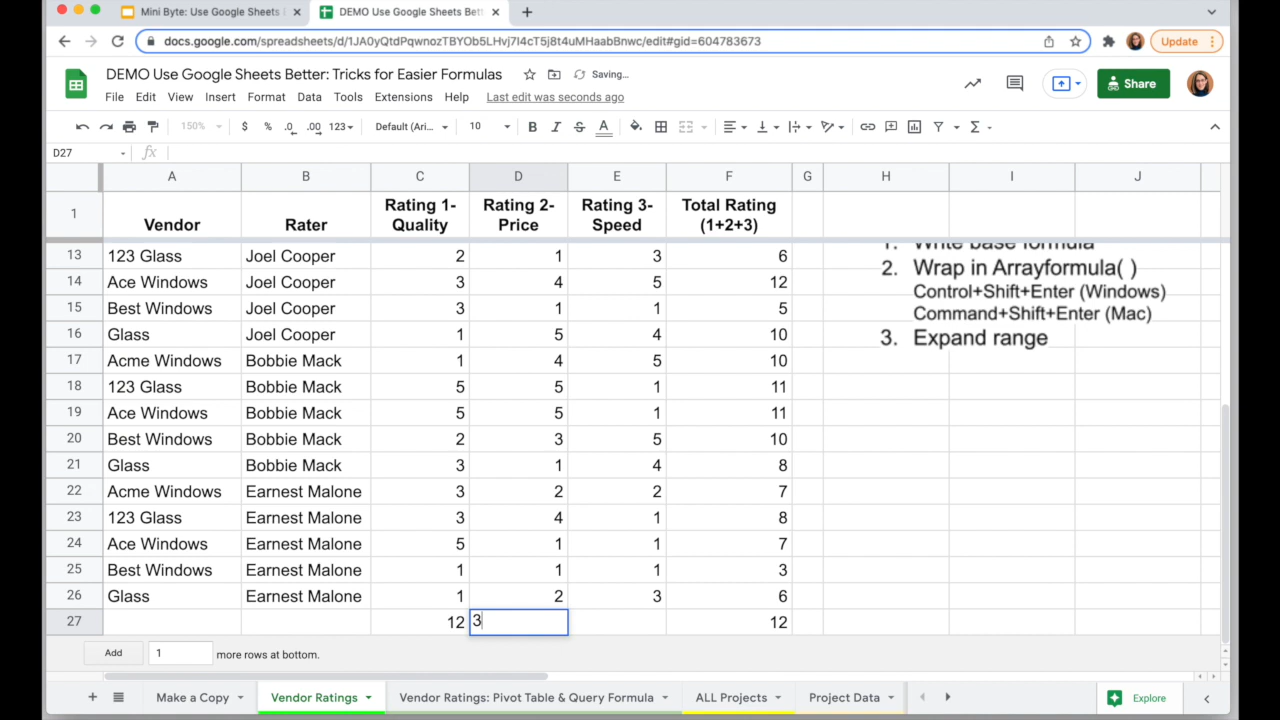 Mini Byte: Use Google Sheets
DEMO Use Google Sheets Bett
docs.google.com/spreadsheets/d/1JA0yQtdPqwnozTBYOb5LHvj7I4cT5j8t4uMHaabBnwc/edit#gid=604783673
Update
DEMO Use Google Sheets Better: Tricks for Easier Formulas
Saving…
Share
File Edit View Insert Format Data Tools Extensions Help Last edit was seconds ago
150% $ % .0 .00 123 Default (Ari... 10 B I S A
D27 fx
A B C D E F G H I J
1 Vendor Rater Rating 1- Quality Rating 2- Price Rating 3- Speed Total Rating (1+2+3)
1. Write base formula
13 123 Glass Joel Cooper 2 1 3 6
2. Wrap in Arrayformula( )
14 Ace Windows Joel Cooper 3 4 5 12
Control+Shift+Enter (Windows)
15 Best Windows Joel Cooper 3 1 1 5
Command+Shift+Enter (Mac)
16 Glass Joel Cooper 1 5 4 10
3. Expand range
17 Acme Windows Bobbie Mack 1 4 5 10
18 123 Glass Bobbie Mack 5 5 1 11
19 Ace Windows Bobbie Mack 5 5 1 11
20 Best Windows Bobbie Mack 2 3 5 10
21 Glass Bobbie Mack 3 1 4 8
22 Acme Windows Earnest Malone 3 2 2 7
23 123 Glass Earnest Malone 3 4 1 8
24 Ace Windows Earnest Malone 5 1 1 7
25 Best Windows Earnest Malone 1 1 1 3
26 Glass Earnest Malone 1 2 3 6
27 12 3 12
Add 1 more rows at bottom.
Make a Copy Vendor Ratings Vendor Ratings: Pivot Table & Query Formula ALL Projects Project Data Explore